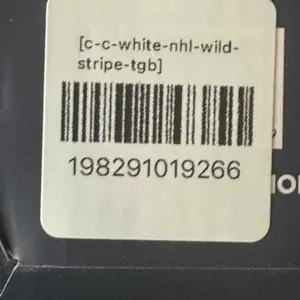 [c-c-white-nhl-wild-
stripe-tgb]
198291019266